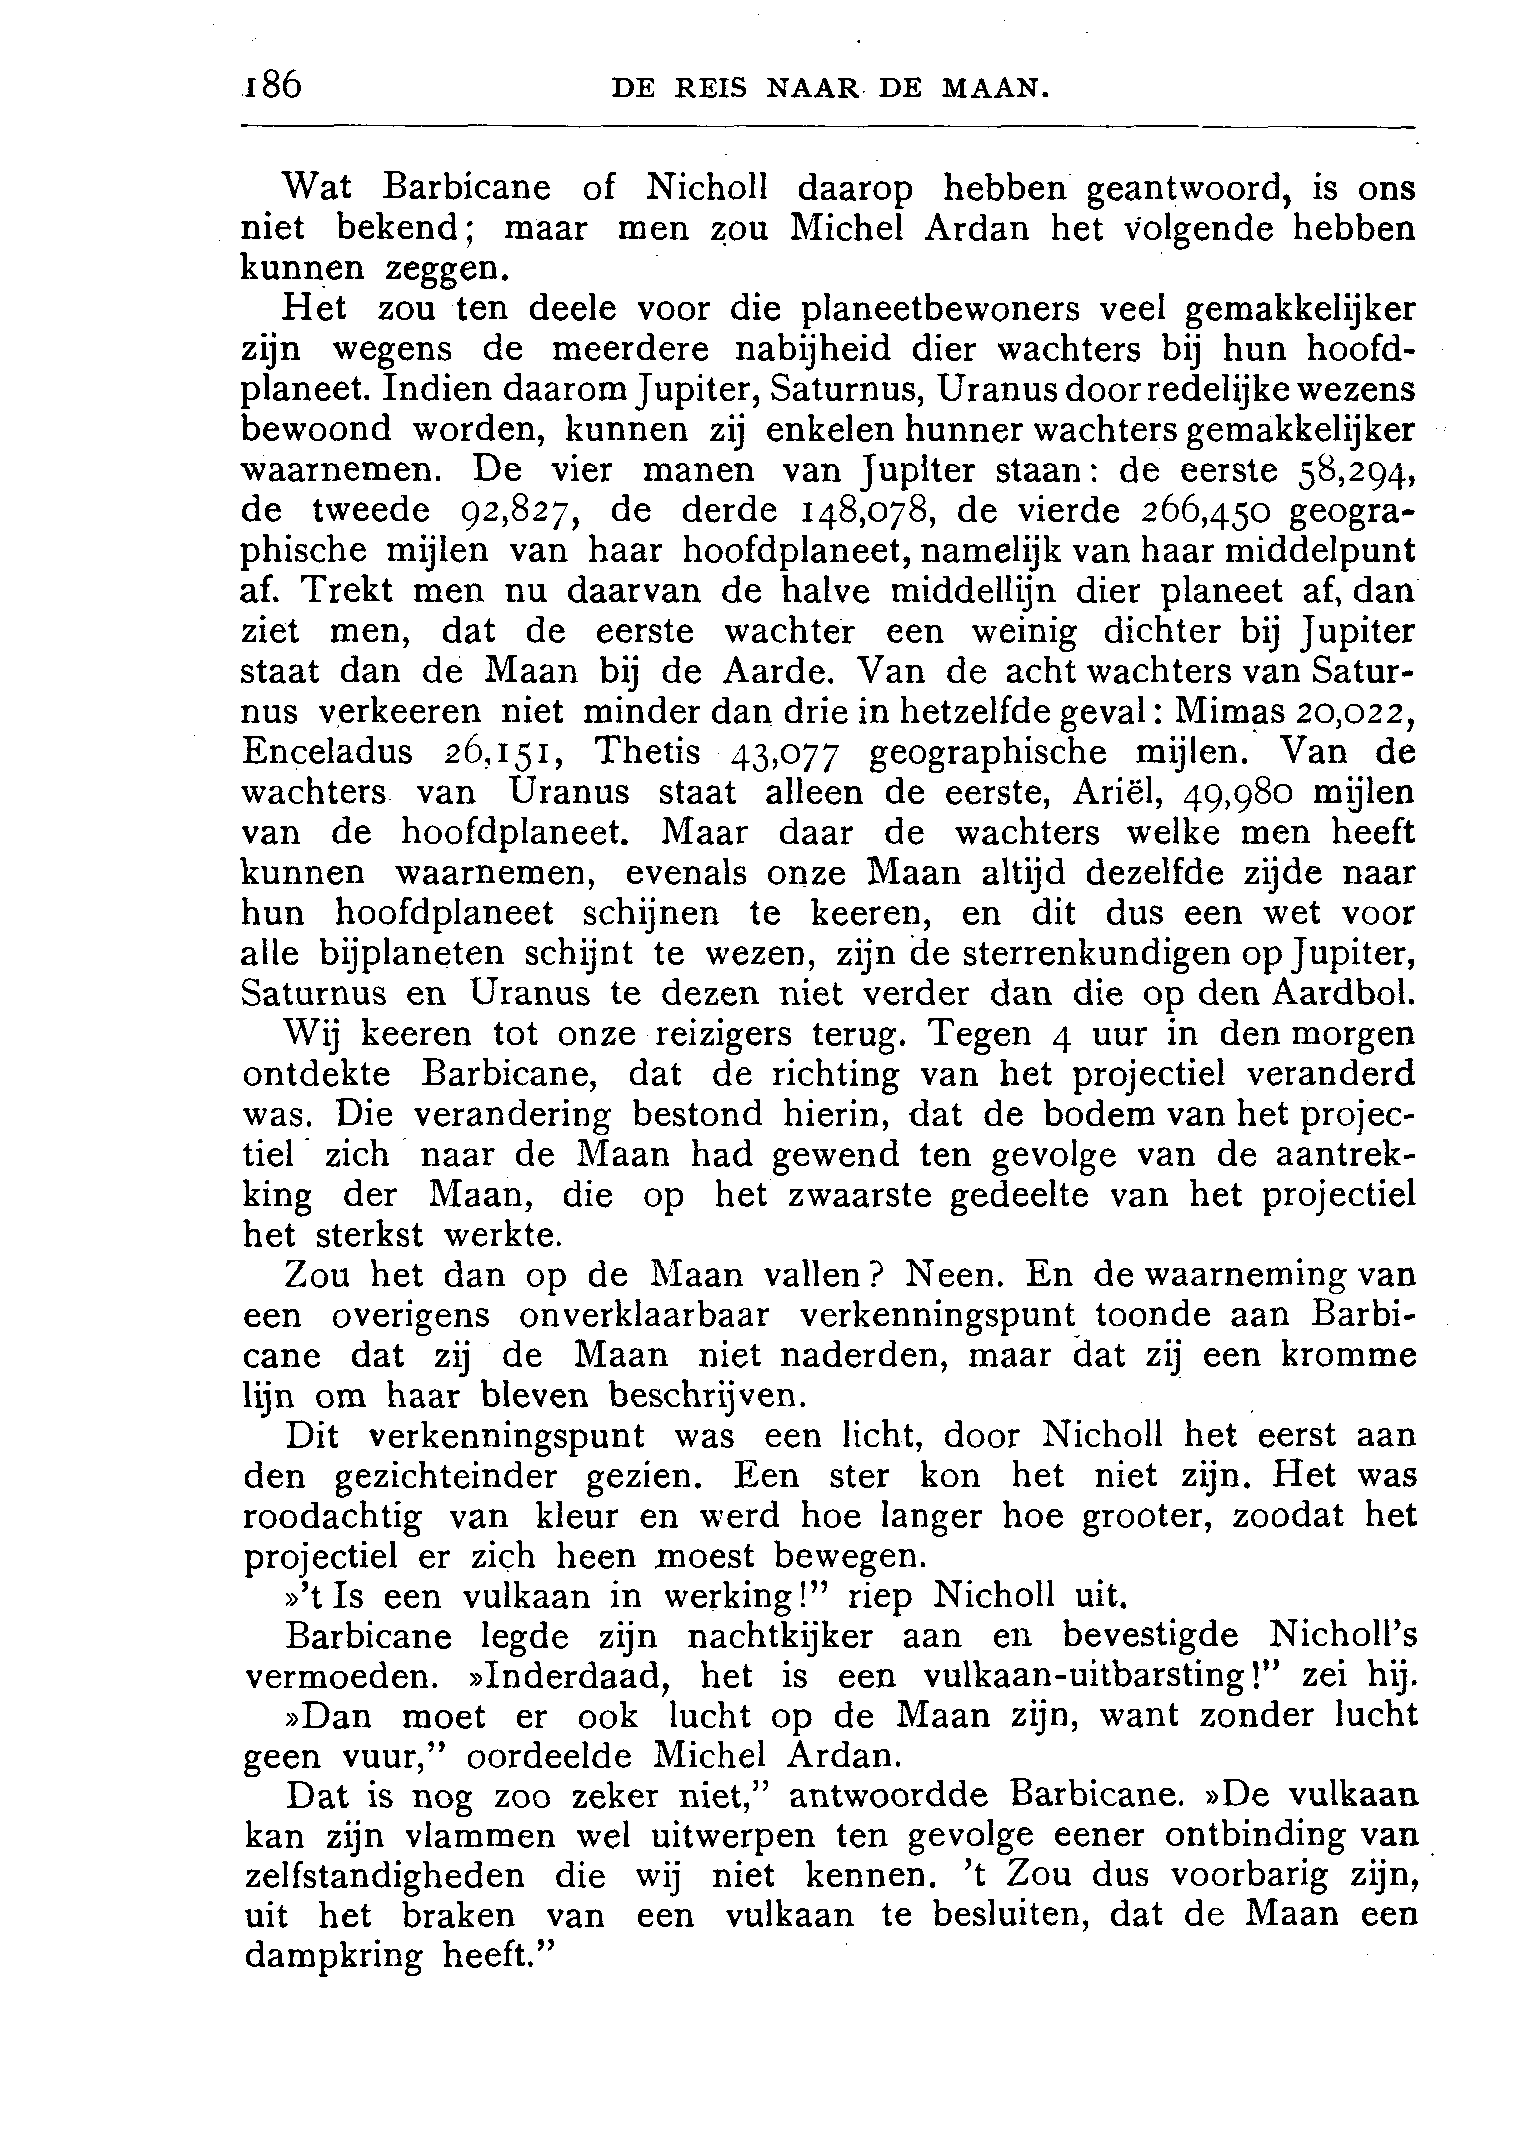 186 DE REIS NAAR DE MAAN.
Wat Barbicane of Nicholl daarop hebben geantwoord, is ons
niet bekend; maar men zou Michel Ardan het volgende hebben
kunnen zeggen.
Het zou ten deele voor die planeetbewoners veel gemakkelijker
zijn wegens de meerdere nabijheid dier wachters bij hun hoofd-
planeet. Indien daarom Jupiter, Saturnus, Uranus door redelijke wezens
bewoond worden, kunnen zij enkelen hunner wachters gemakkelijker
waarnemen. De vier manen van Jupiter staan: de eerste 58,294,
de tweede 92,827, de derde 148,078, de vierde 266,450 geogra-
phische mijlen van haar hoofdplaneet, namelijk van haar middelpunt
af. Trekt men nu daarvan de halve middellijn dier planeet af, dan
ziet men, dat de eerste wachter een weinig dichter bij Jupiter
staat dan de Maan bij de Aarde. Van de acht wachters van Satur-
nus verkeeren niet minder dan drie in hetzelfde geval: Mimas 20,022,
Enceladus 26,151, Thetis 43,077 geographische mijlen. Van de
wachters van Uranus staat alleen de eerste, Ariël, 49,980 mijlen
van de hoofdplaneet. Maar daar de wachters welke men heeft
kunnen waarnemen, evenals onze Maan altijd dezelfde zijde naar
hun hoofdplaneet schijnen te keeren, en dit dus een wet voor
alle bijplaneten schijnt te wezen, zijn de sterrenkundigen op Jupiter,
Saturnus en Uranus te dezen niet verder dan die op den Aardbol.
Wij keeren tot onze reizigers terug. Tegen 4 uur in den morgen
ontdekte Barbicane, dat de richting van het projectiel veranderd
was. Die verandering bestond hierin, dat de bodem van het projec-
tiel zich naar de Maan had gewend ten gevolge van de aantrek-
king der Maan, die op het zwaarste gedeelte van het projectiel
het sterkst werkte.
Zou het dan op de Maan vallen? Neen. En de waarneming van
een overigens onverklaarbaar verkenningspunt toonde aan Barbi-
cane dat zij de Maan niet naderden, maar dat zij een kromme
lijn om haar bleven beschrijven.
Dit verkenningspunt was een licht, door Nicholl het eerst aan
den gezichteinder gezien. Een ster kon het niet zijn. Het was
roodachtig van kleur en werd hoe langer hoe grooter, zoodat het
projectiel er zich heen moest bewegen.
»'t Is een vulkaan in werking!” riep Nicholl uit.
Barbicane legde zijn nachtkijker aan en bevestigde Nicholl's
vermoeden. »Inderdaad, het is een vulkaan-uitbarsting!” zei hij.
»Dan moet er ook lucht op de Maan zijn, want zonder lucht
geen vuur,” oordeelde Michel Ardan.
Dat is nog zoo zeker niet,” antwoordde Barbicane. »De vulkaan
kan zijn vlammen wel uitwerpen ten gevolge eener ontbinding van
zelfstandigheden die wij niet kennen. 't Zou dus voorbarig zijn,
uit het braken van een vulkaan te besluiten, dat de Maan een
dampkring heeft.”